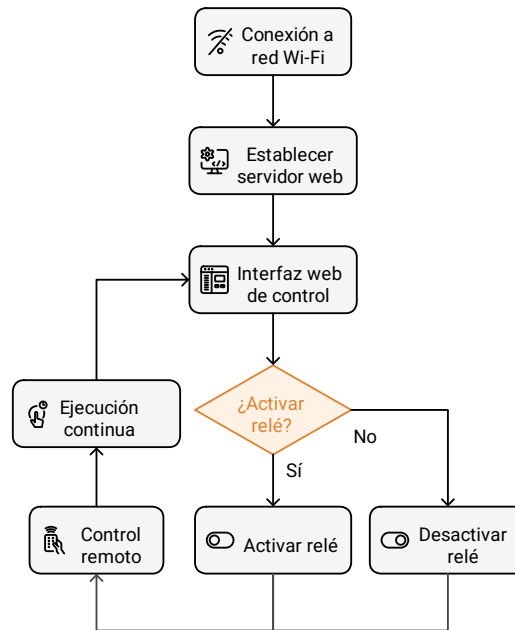 Conexión a
red Wi-Fi
Establecer
servidor web
Interfaz web
de control
¿Activar
relé?
Ejecución
continua
No
Sí
Control
remoto
Activar relé
Desactivar
relé